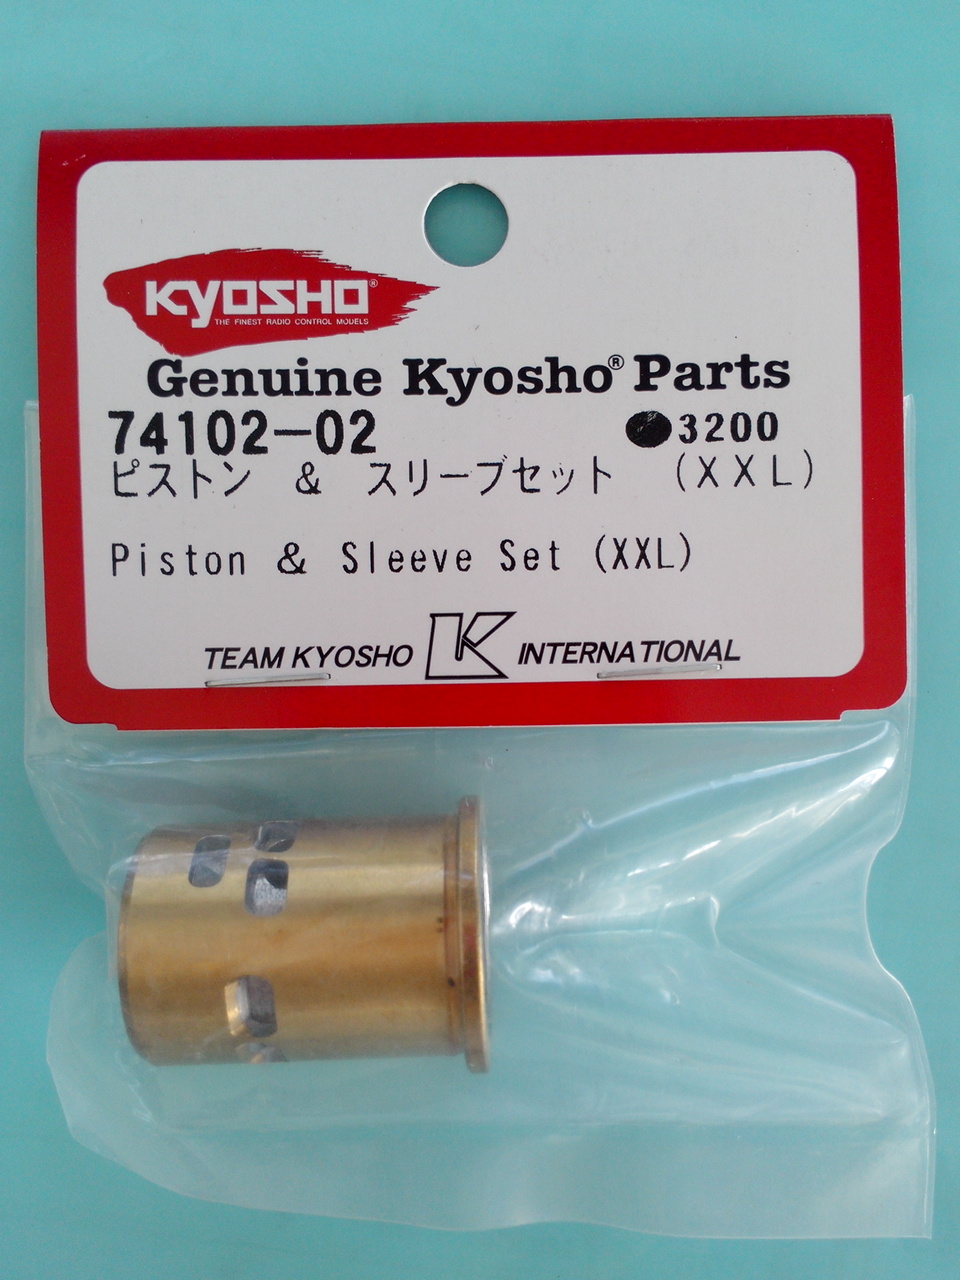 KYOSHO®
THE FINEST RADIO CONTROL MODELS
Genuine Kyosho® Parts
74102-02 ●3200
ピストン & スリーブセット (XXL)
Piston & Sleeve Set (XXL)
TEAM KYOSHO K INTERNATIONAL